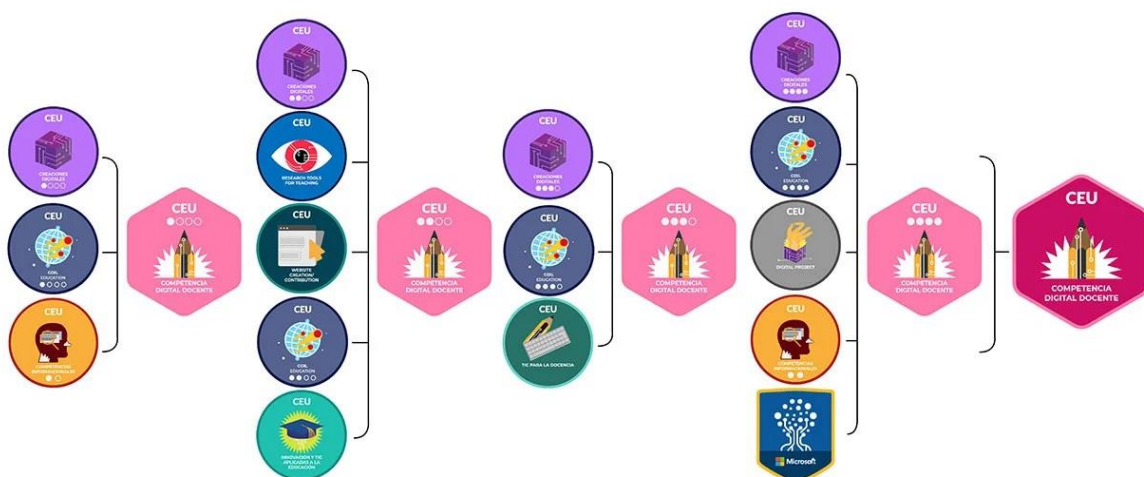 CEU
CREACIONES
DIGITALES
CEU
COIL
EDUCATION
CEU
COMPETENCIAS
INFORMACIONALES
CEU
COMPETENCIA
DIGITAL DOCENTE
CEU
CREACIONES
DIGITALES
CEU
RESEARCH TOOLS
FOR TEACHING
CEU
WEBSITE
CREATION/
CONTRIBUTION
CEU
COIL
EDUCATION
CEU
INNOVACIÓN Y TIC
APLICADAS A LA
EDUCACIÓN
CEU
COMPETENCIA
DIGITAL DOCENTE
CEU
CREACIONES
DIGITALES
CEU
COIL
EDUCATION
CEU
TIC PARA LA DOCENCIA
CEU
COMPETENCIA
DIGITAL DOCENTE
CEU
CREACIONES
DIGITALES
CEU
COIL
EDUCATION
CEU
DIGITAL PROJECT
CEU
COMPETENCIAS
INFORMACIONALES
Microsoft
CEU
COMPETENCIA
DIGITAL DOCENTE
CEU
COMPETENCIA
DIGITAL DOCENTE